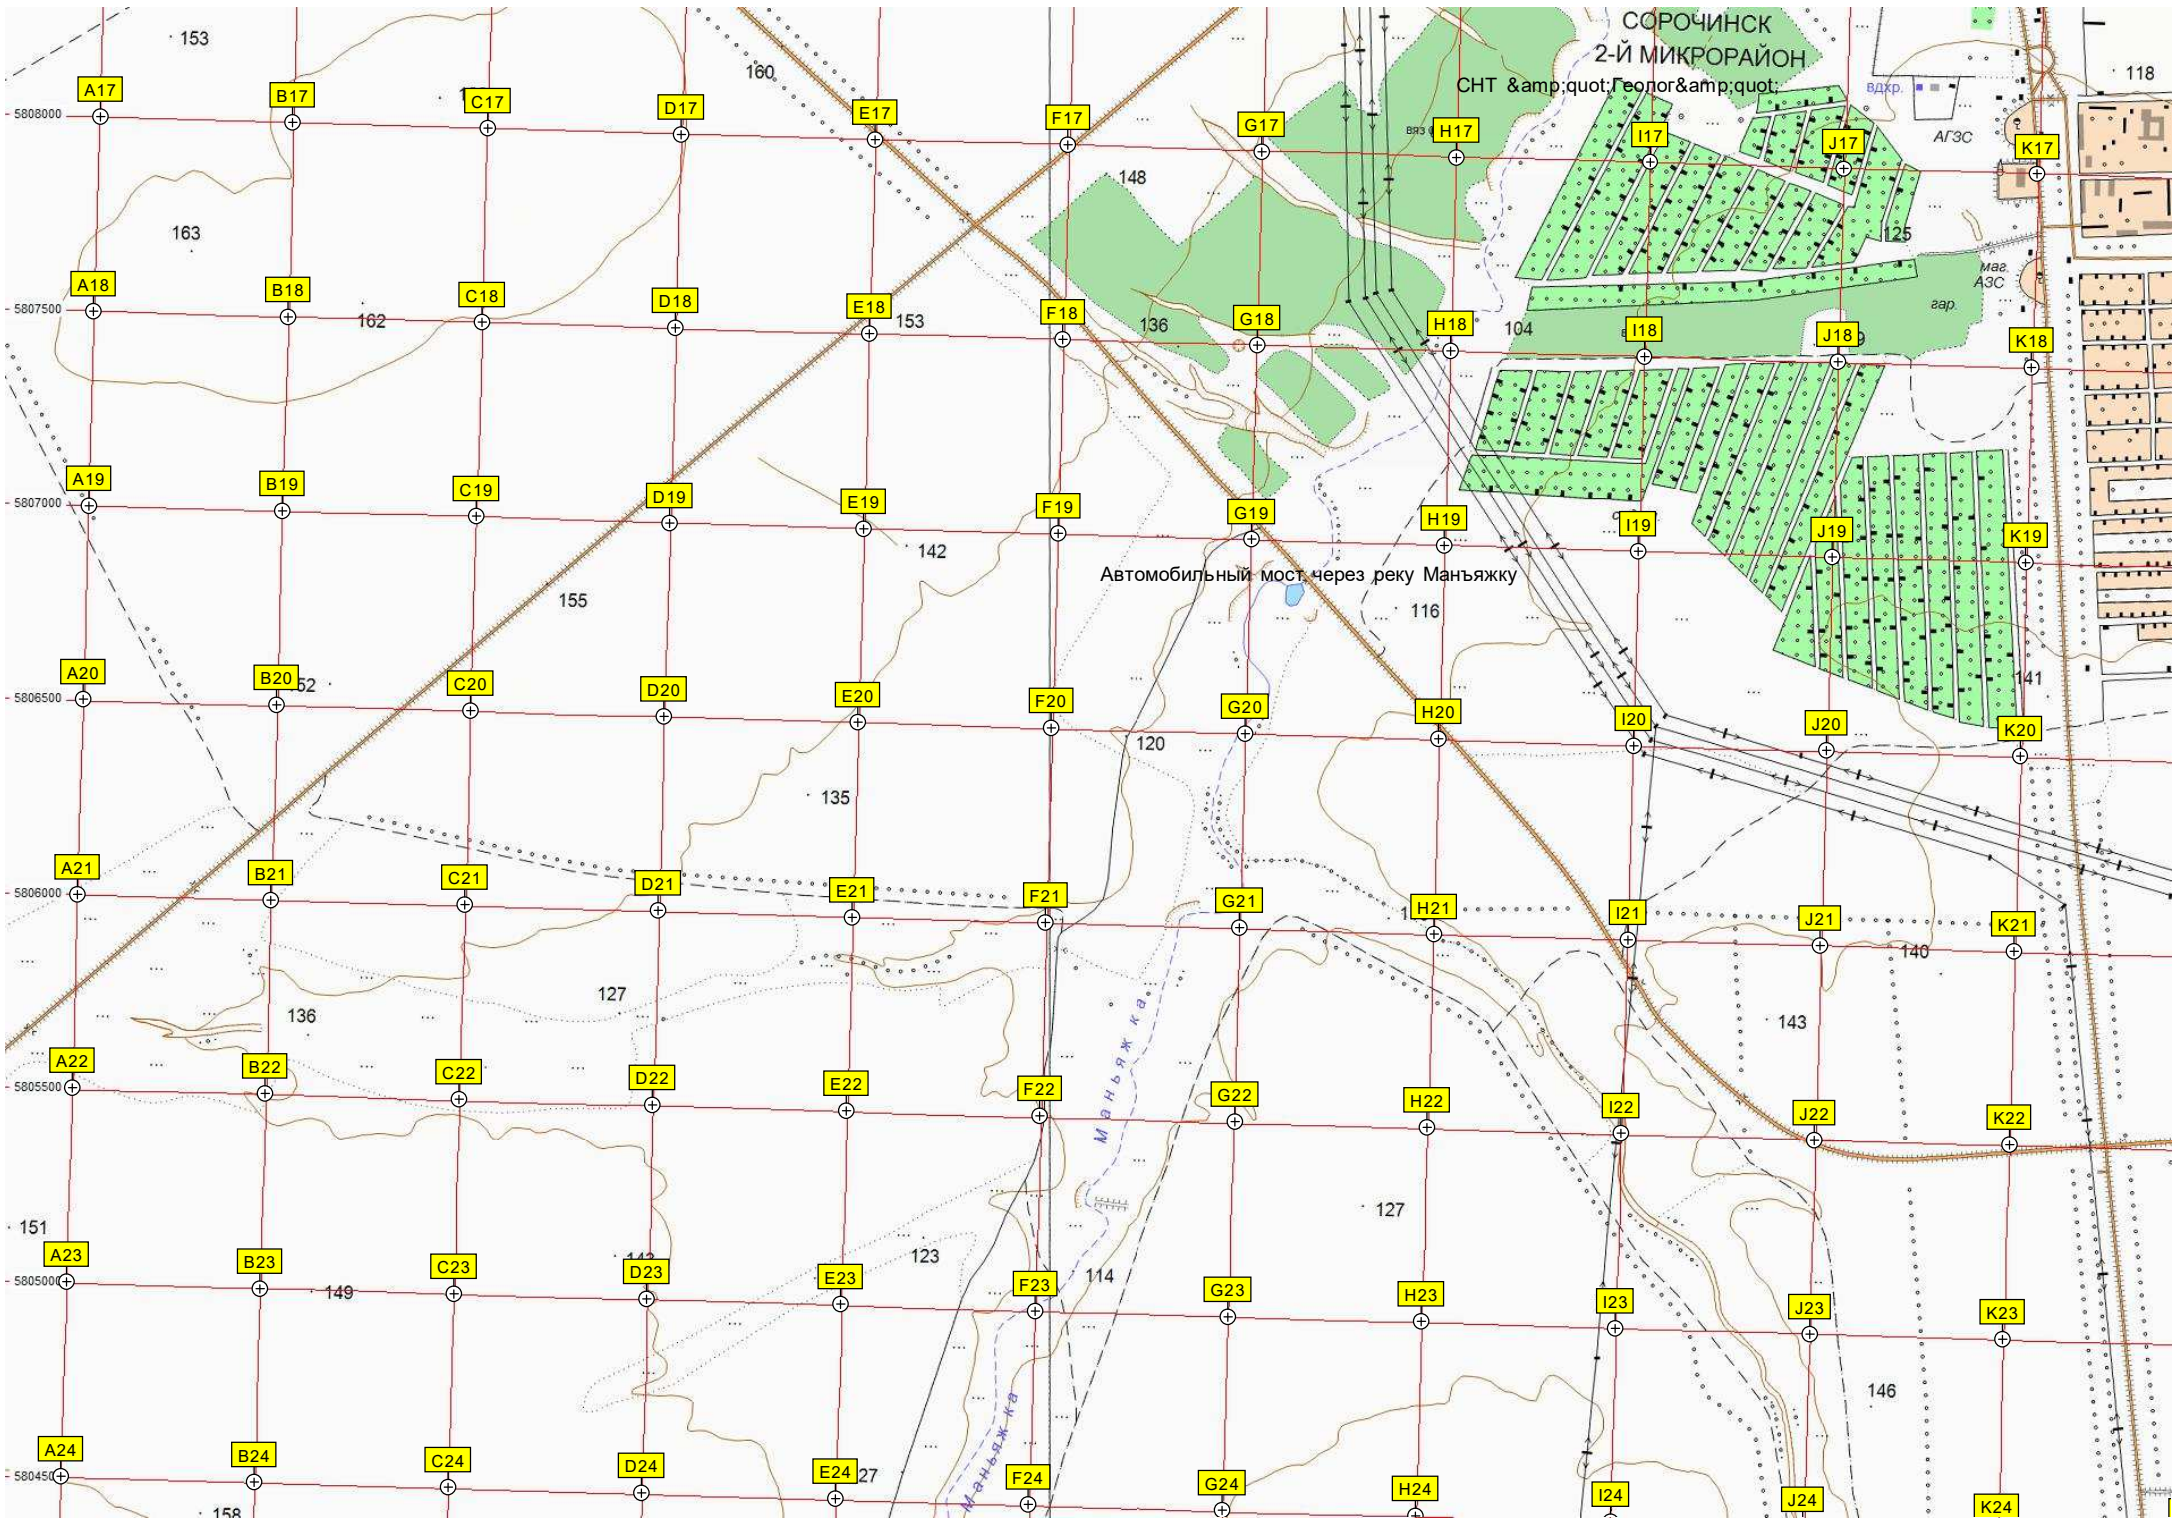 СОРОЧИНСК
2-Й МИКРОРАЙОН
153
160
118
СНТ &amp;quot;Геолог&amp;quot;
вдхр.
A17
B17
C17
D17
E17
F17
G17
H17
I17
J17
K17
5808000
вяз
АГЗС
148
163
125
маг.
АЗС
гар.
A18
B18
C18
D18
E18
F18
G18
H18
I18
J18
K18
5807500
162
153
136
104
A19
B19
C19
D19
E19
F19
G19
H19
I19
J19
K19
5807000
142
Автомобильный мост через реку Манъяжку
155
116
A20
B20
C20
D20
E20
F20
G20
H20
I20
J20
K20
141
5806500
120
135
A21
B21
C21
D21
E21
F21
G21
H21
I21
J21
K21
5806000
140
127
136
143
Маньяжка
A22
B22
C22
D22
E22
F22
G22
H22
I22
J22
K22
5805500
151
127
123
114
A23
B23
C23
D23
E23
F23
G23
H23
I23
J23
K23
5805000
149
146
Маньяжка
A24
B24
C24
D24
E24
F24
G24
H24
I24
J24
K24
580450
27
158